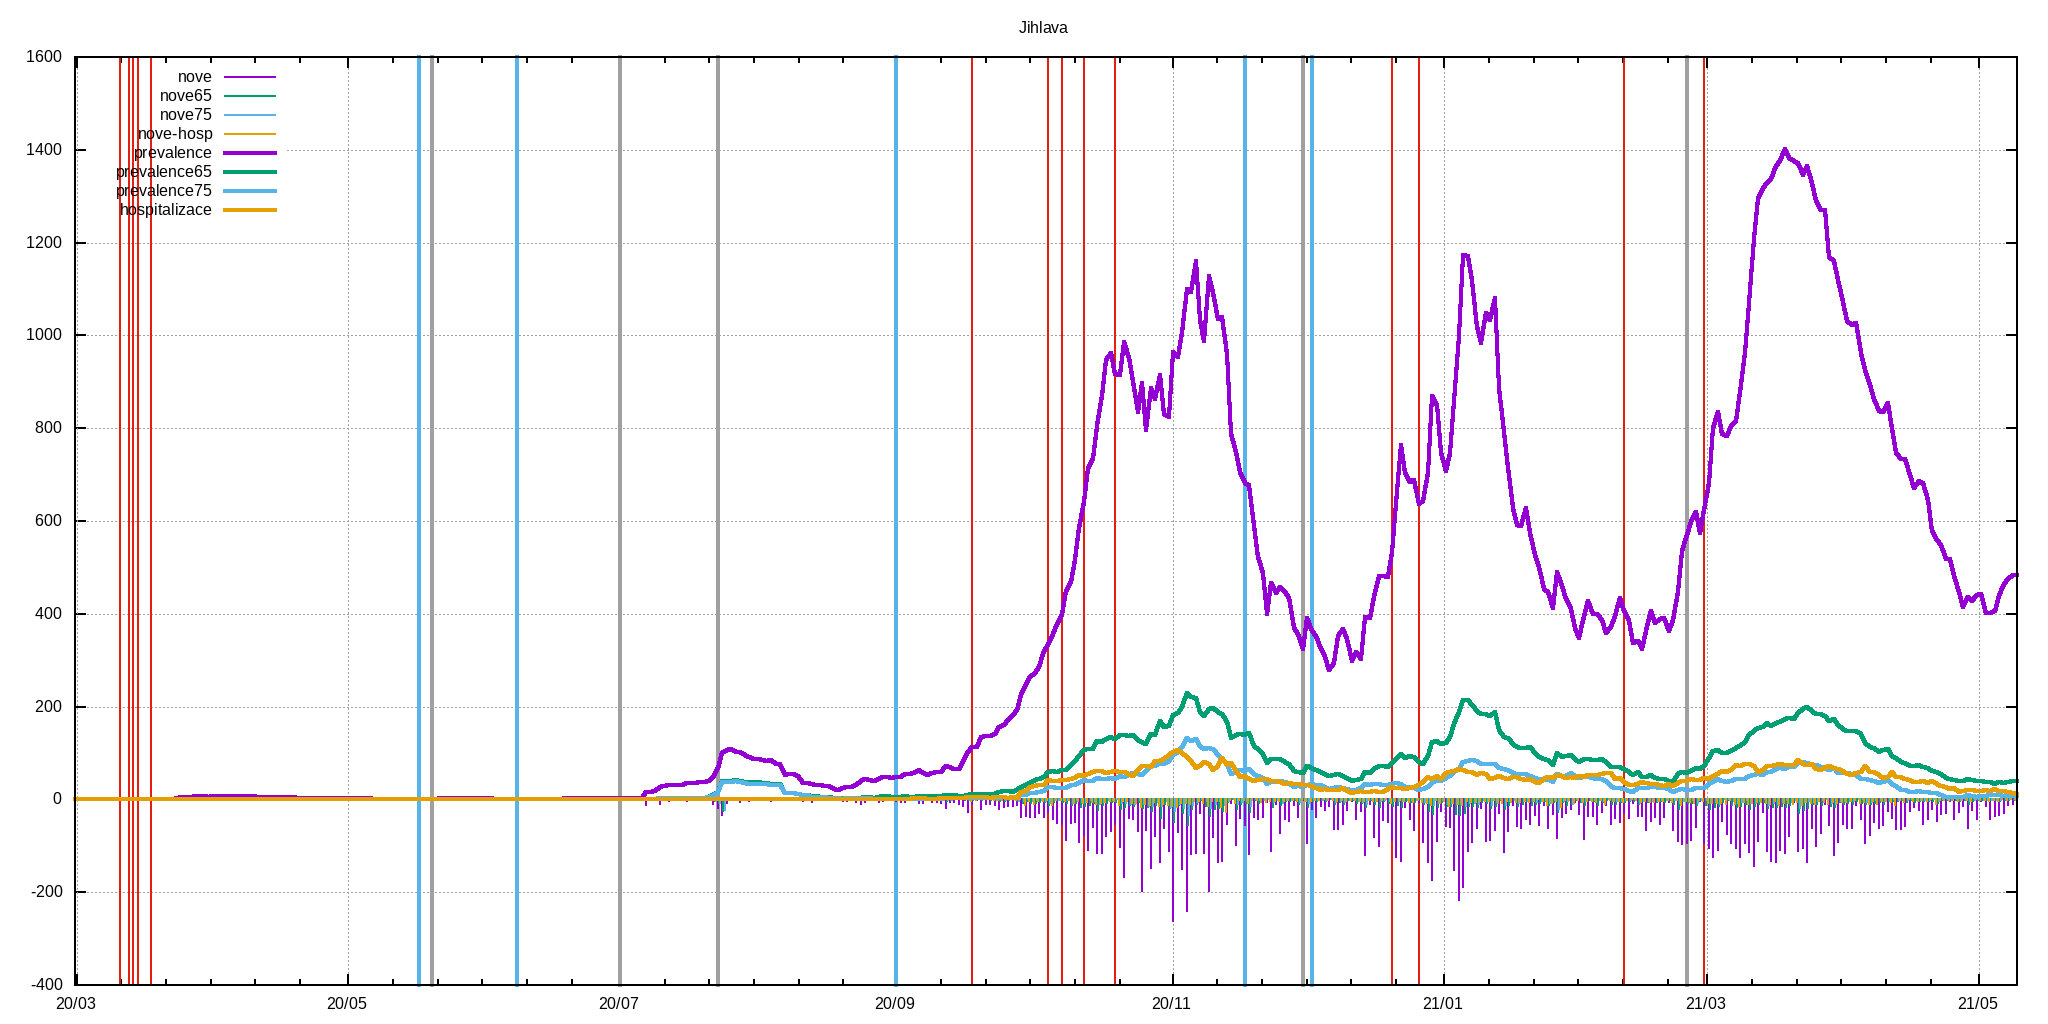 Jihlava
1600
1400
1200
1000
800
600
400
200
0
-200
-400
nove
nove65
nove75
nove-hosp
prevalence
prevalence65
prevalence75
hospitalizace
20/03 20/05 20/07 20/09 20/11 21/01 21/03 21/05